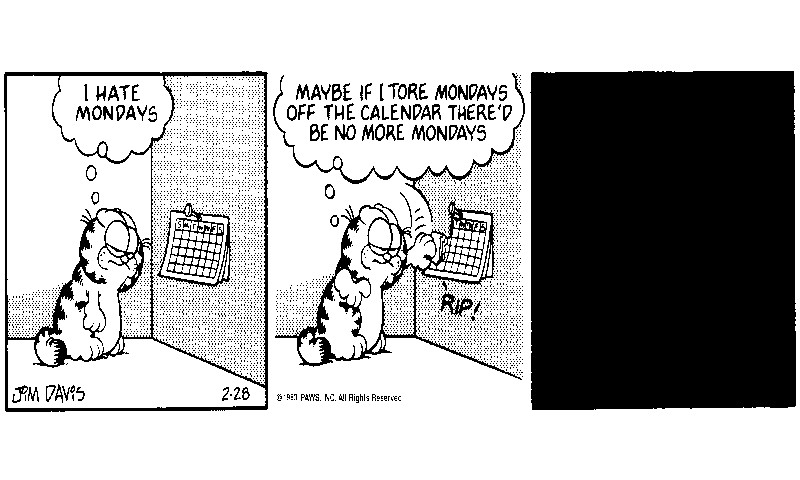 I HATE
MONDAYS
JIM DAVIS
2-28
MAYBE IF I TORE MONDAYS
OFF THE CALENDAR THERE'D
BE NO MORE MONDAYS
RIP!
PAWS, INC. All Rights Reserved